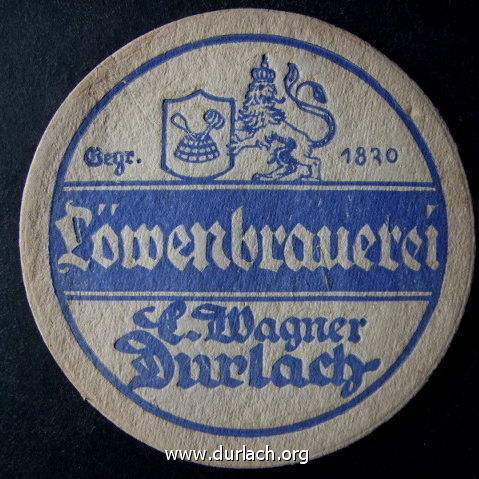 Gegr. 1830
Löwenbrauerei
L. Wagner
Durlach
www.durlach.org